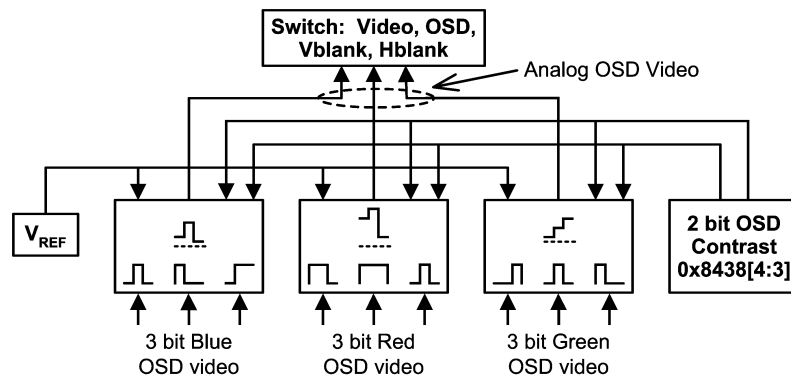 Switch: Video, OSD,
Vblank, Hblank
Analog OSD Video
VREF
2 bit OSD
Contrast
0x8438[4:3]
3 bit Blue
OSD video
3 bit Red
OSD video
3 bit Green
OSD video